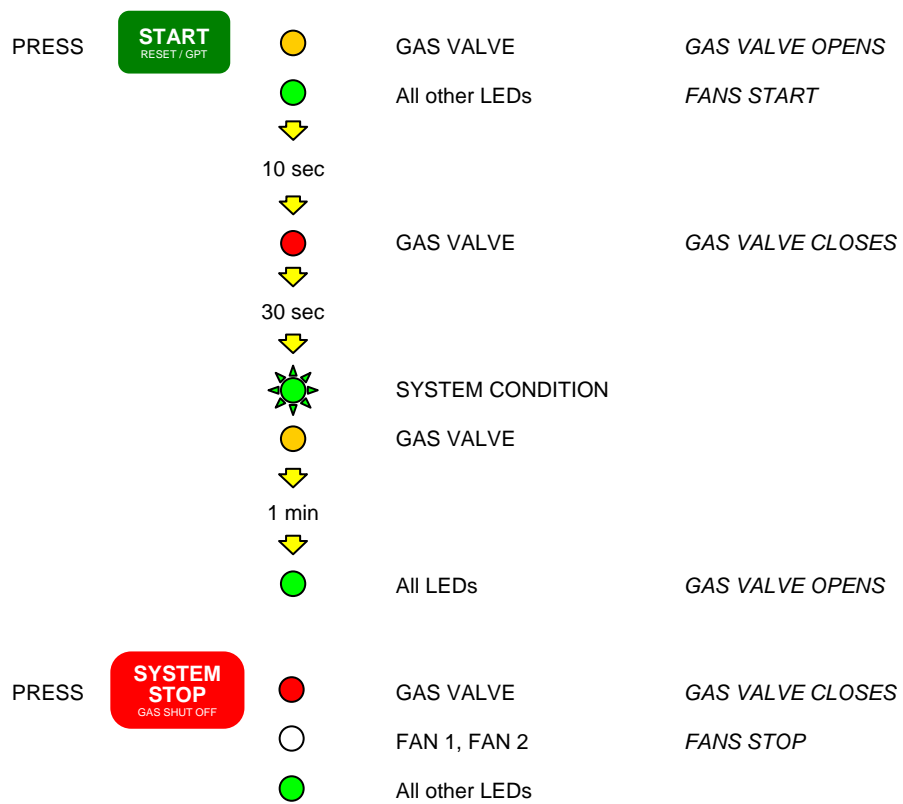 PRESS START RESET / GPT GAS VALVE GAS VALVE OPENS
All other LEDs FANS START
10 sec
GAS VALVE GAS VALVE CLOSES
30 sec
SYSTEM CONDITION
GAS VALVE
1 min
All LEDs GAS VALVE OPENS
PRESS SYSTEM STOP GAS SHUT OFF GAS VALVE GAS VALVE CLOSES
FAN 1, FAN 2 FANS STOP
All other LEDs